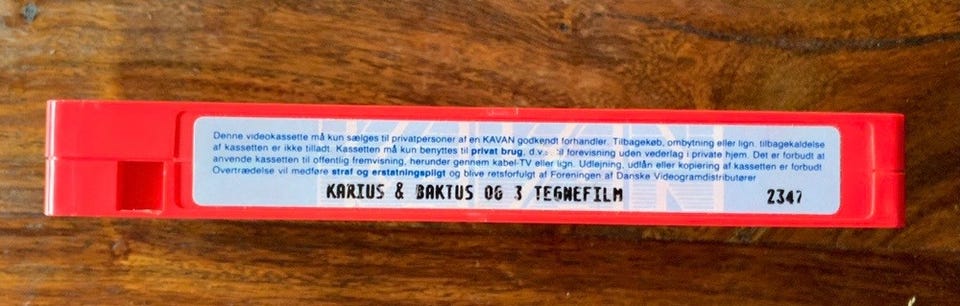 Denne videokassette må kun sælges til privatpersoner af en KAVAN godkendt forhandler. Tilbagekøb, ombytning eller lign. tilbagekaldelse
af kassetten er ikke tilladt. Kassetten må kun benyttes til privat brug, d.v.s. til forevisning uden vederlag i private hjem. Det er forbudt at
anvende kassetten til offentlig fremvisning, herunder gennem kabel-TV eller lign. Udlejning, udlån eller kopiering af kassetten er forbudt
Overtrædelse vil medføre straf og erstatningspligt og blive retsforfulgt af Foreningen af Danske Videogramdistributører
KARIUS & BAKTUS OG 3 TEGNEFILM 2347
KAVAN